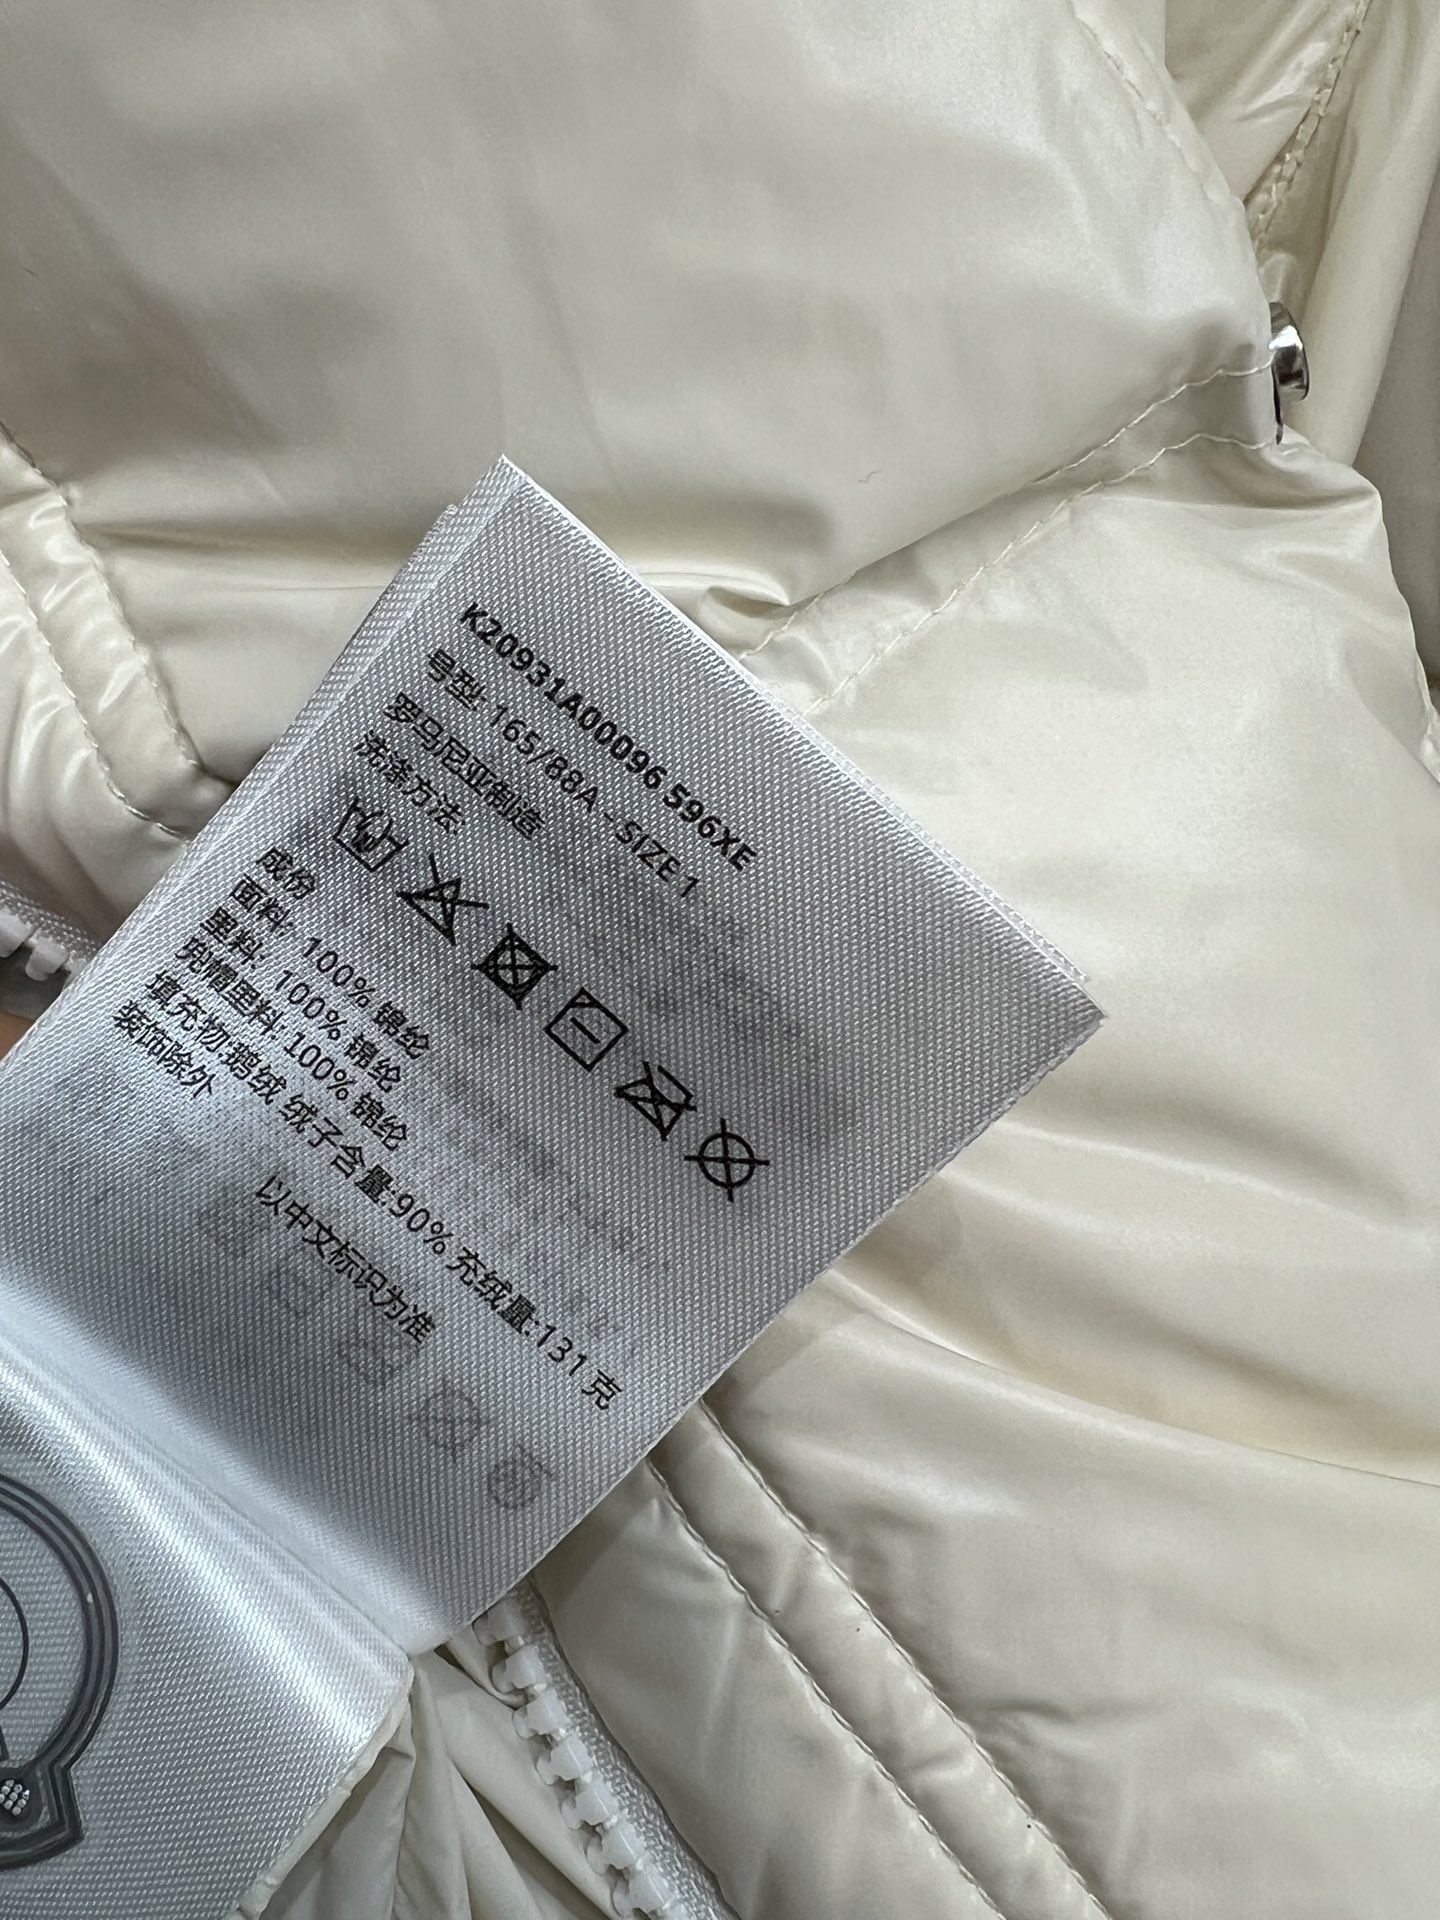 K20931A00096 596XE
号型: 165/88A - SIZE 1
罗马尼亚制造
洗涤方法:
成份
面料: 100% 锦纶
里料: 100% 锦纶
兜帽里料: 100% 锦纶
填充物:鹅绒 绒子含量:90% 充绒量:131 克
装饰除外
以中文标识为准